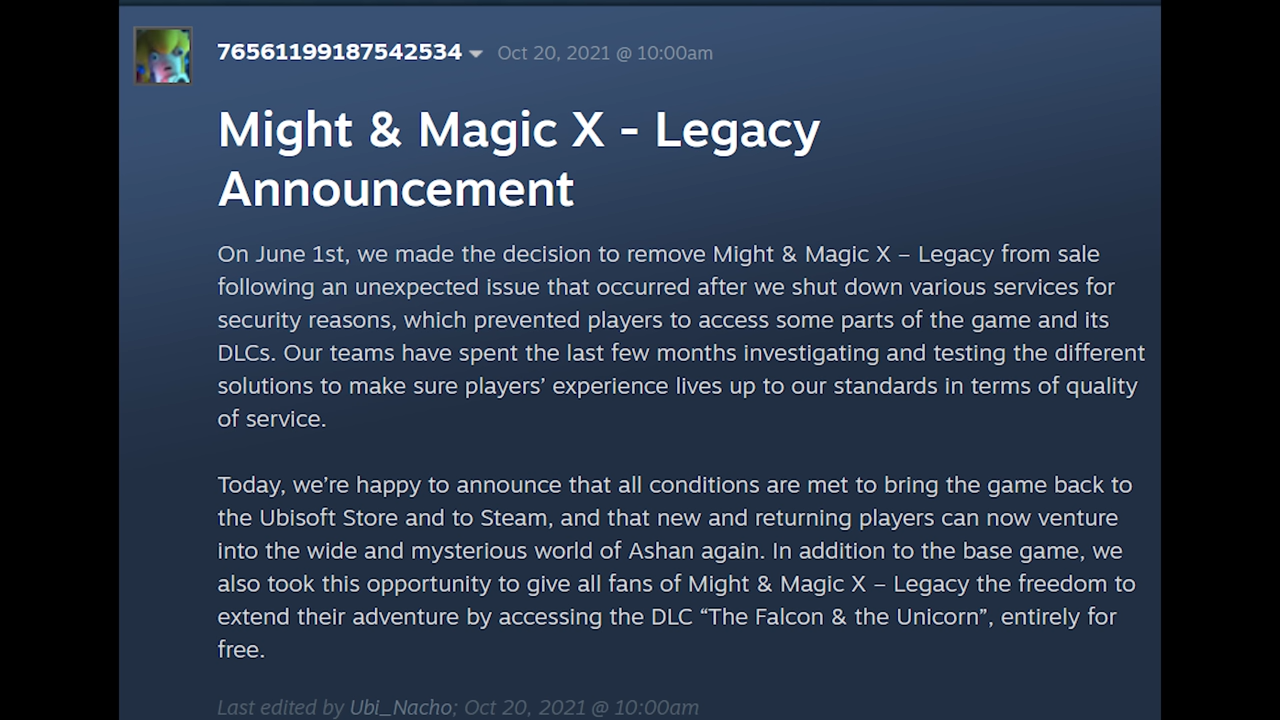 76561199187542534 Oct 20, 2021 @ 10:00am
Might & Magic X - Legacy
Announcement
On June 1st, we made the decision to remove Might & Magic X – Legacy from sale
following an unexpected issue that occurred after we shut down various services for
security reasons, which prevented players to access some parts of the game and its
DLCs. Our teams have spent the last few months investigating and testing the different
solutions to make sure players’ experience lives up to our standards in terms of quality
of service.
Today, we’re happy to announce that all conditions are met to bring the game back to
the Ubisoft Store and to Steam, and that new and returning players can now venture
into the wide and mysterious world of Ashan again. In addition to the base game, we
also took this opportunity to give all fans of Might & Magic X – Legacy the freedom to
extend their adventure by accessing the DLC “The Falcon & the Unicorn”, entirely for
free.
Last edited by Ubi_Nacho; Oct 20, 2021 @ 10:00am